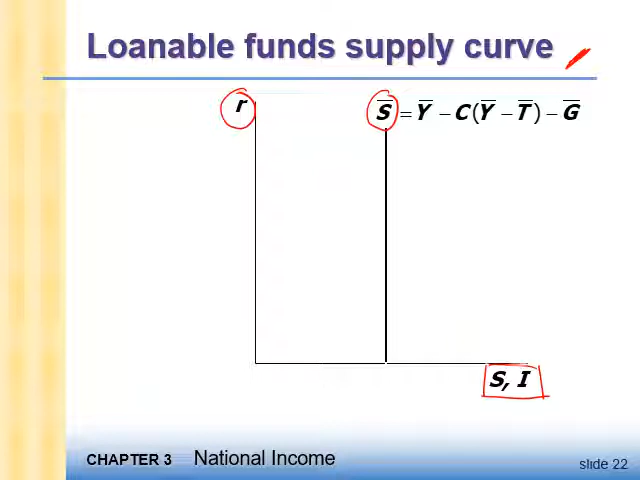 Loanable funds supply curve
r
S̅ = Y̅ − C(Y̅ − T̅) − G̅
S, I
CHAPTER 3 National Income
slide 22